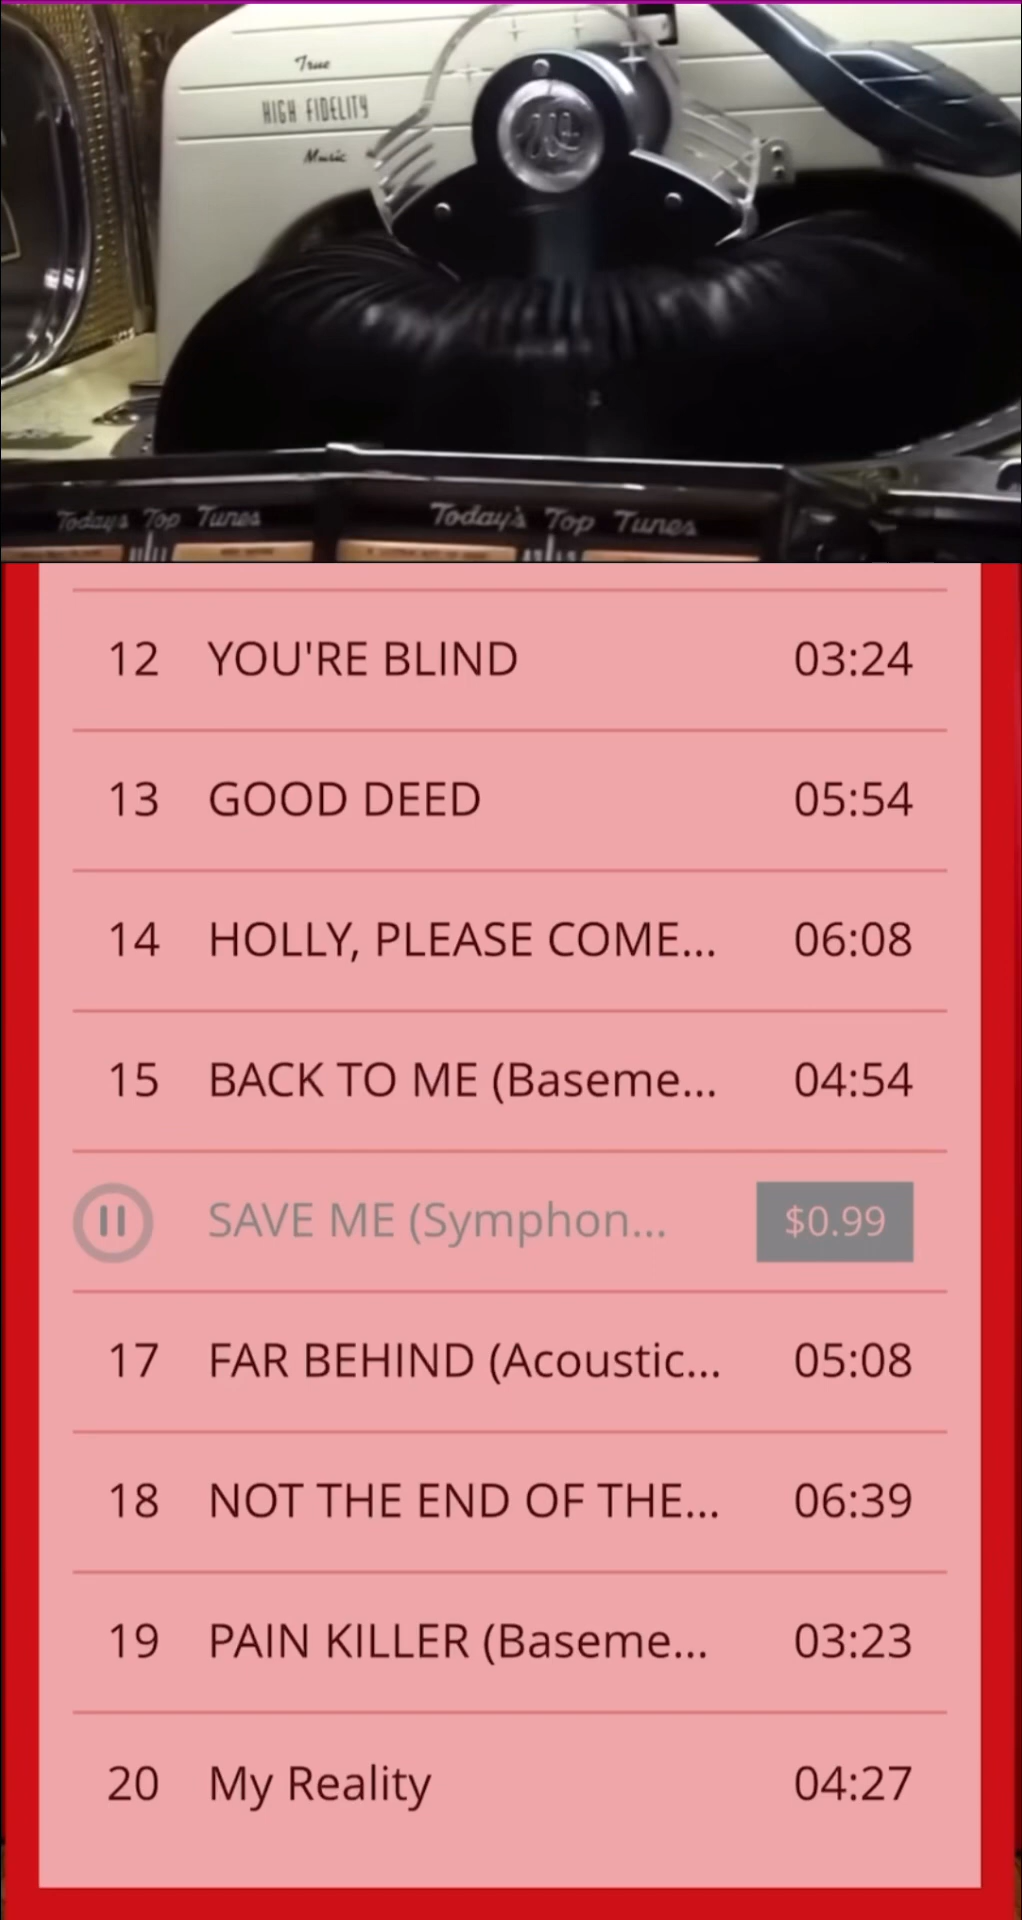 True
HIGH FIDELITY
Music
Today's Top Tunes
Today's Top Tunes
12 YOU'RE BLIND 03:24
13 GOOD DEED 05:54
14 HOLLY, PLEASE COME... 06:08
15 BACK TO ME (Baseme... 04:54
SAVE ME (Symphon... $0.99
17 FAR BEHIND (Acoustic... 05:08
18 NOT THE END OF THE... 06:39
19 PAIN KILLER (Baseme... 03:23
20 My Reality 04:27